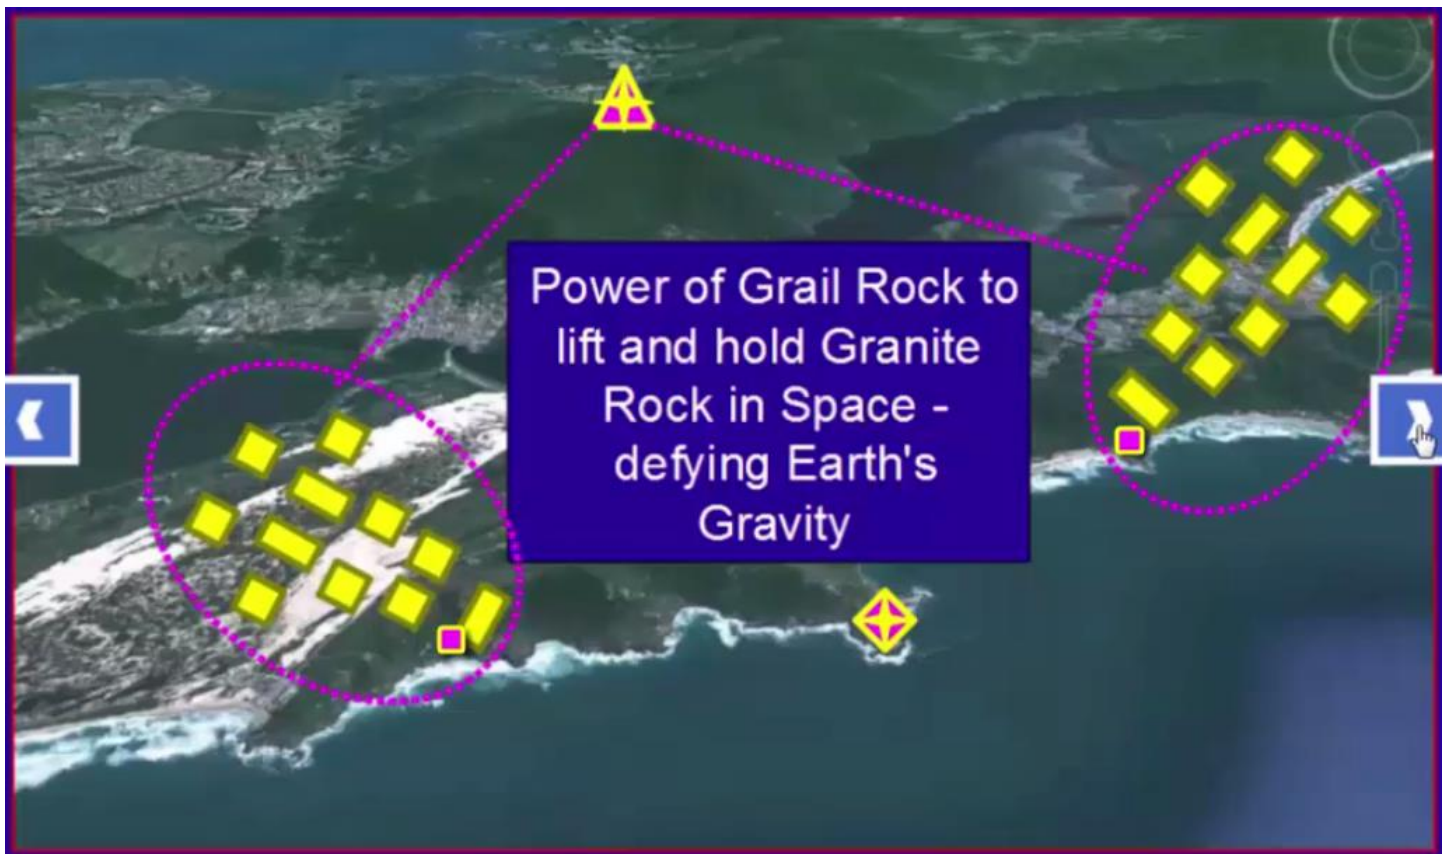 Power of Grail Rock to
lift and hold Granite
Rock in Space -
defying Earth's
Gravity